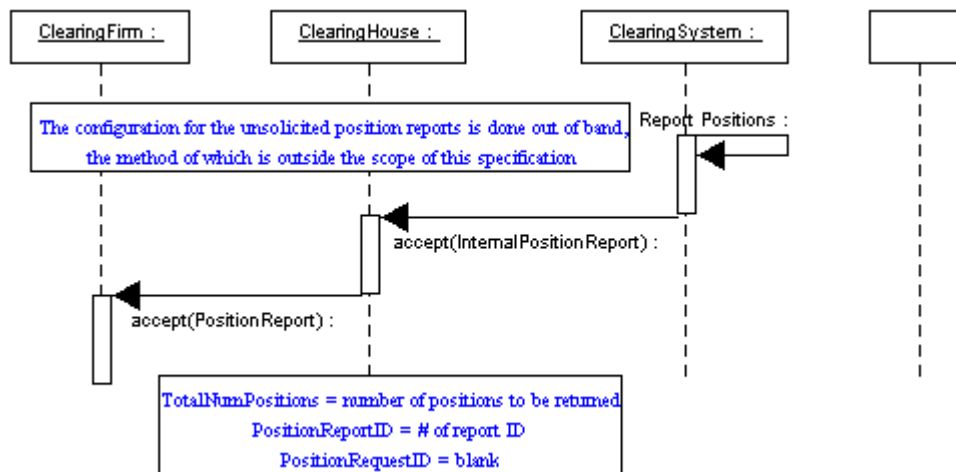 ClearingFirm :
ClearingHouse :
ClearingSystem :
The configuration for the unsolicited position reports is done out of band,
the method of which is outside the scope of this specification
Report Positions :
accept(InternalPositionReport) :
accept(PositionReport) :
TotalNumPositions = number of positions to be returned
PositionReportID = # of report ID
PositionRequestID = blank